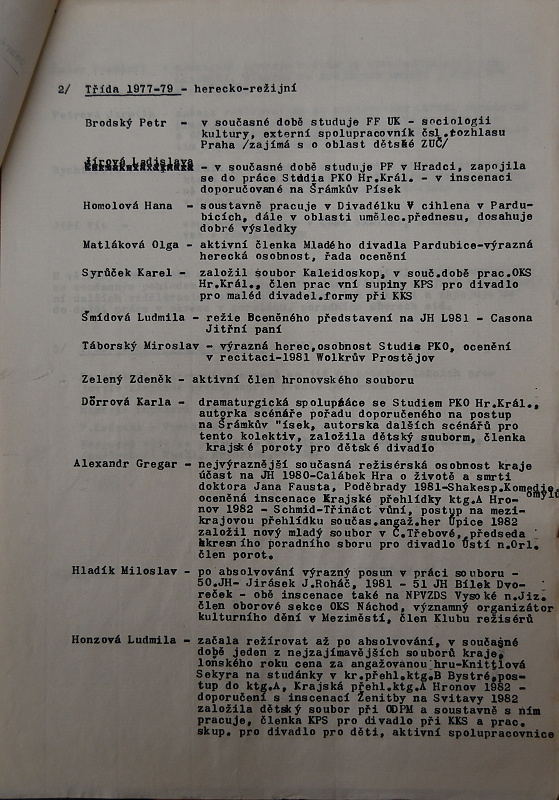 2/ Třída 1977-79 - herecko-režijní
Brodský Petr - v současné době studuje FF UK - sociologii
kultury, externí spolupracovník čsl.rozhlasu
Praha /zajímá s o oblast dětské ZUČ/
Jírová Ladislava
- v současné době studuje PF v Hradci, zapojila
se do práce Studia PKO Hr.Král. - v inscenaci
doporučované na Šrámkův Písek
Homolová Hana - soustavně pracuje v Divadélku V cihlena v Pardu-
bicích, dále v oblasti umělec.přednesu, dosahuje
dobré výsledky
Matláková Olga - aktivní členka Mladého divadla Pardubice-výrazná
herecká osobnost, řada ocenění
Syrůček Karel - založil soubor Kaleidoskop, v souč.době prac.OKS
Hr.Král., člen prac vní supiny KPS pro divadlo
pro maléd divadel.formy při KKS
Šmídová Ludmila - režie Bceněného představení na JH L981 - Casona
Jitřní paní
Táborský Miroslav - výrazná herec,osobnost Studia PKO, ocenění
v recitaci-1981 Wolkrův Prostějov
Zelený Zdeněk - aktivní člen hronovského souboru
Dörrová Karla - dramaturgická spolupřáce se Studiem PKO Hr.Král.,
autorka scénáře pořadu doporučeného na postup
na Šrámkův "ísek, autorska dalších scénářů pro
tento kolektiv, založila dětský souborm, členka
krajské poroty pro dětské divadlo
Alexandr Gregar - nejvýraznější současná režisérská osobnost kraje
účast na JH 1980-Calábek Hra o životě a smrti
doktora Jana Fausta, Poděbrady 1981-Shakesp.Komedie
omylů
oceněná inscenace Krajské přehlídky ktg.A Hro-
nov 1982 - Schmid-Třináct vůní, postup na mezi-
krajovou přehlídku součas.angaž.her Úpice 1982
založil nový mladý soubor v Č.Třebové, předseda
okresního poradního sboru pro divadlo Ústí n.Orl.
člen porot.
Hladík Miloslav - po absolvování výrazný posun v práci souboru -
50.JH- Jirásek J.Roháč, 1981 - 51 JH Bílek Dvo-
reček - obě inscenace také na NPVZDS Vysoké n.Jiz.
člen oborové sekce OKS Náchod, významný organizátor
kulturního dění v Meziměstí, člen Klubu režisérů
Honzová Ludmila - začala režírovat až po absolvování, v současné
době jeden z nejzajímavějších souborů kraje,
loňského roku cena za angažovanou hru-Knittlová
Sekyra na studánky v kr.přehl.ktg.B Bystré,pos-
tup do ktg.A, Krajská přehl.ktg.A Hronov 1982 -
doporučení s inscenací Ženitby na Svitavy 1982
založila dětský soubor při ODPM a soustavně s ním
pracuje, členka KPS pro divadlo při KKS a prac.
skup. pro divadlo pro děti, aktivní spolupracovnice